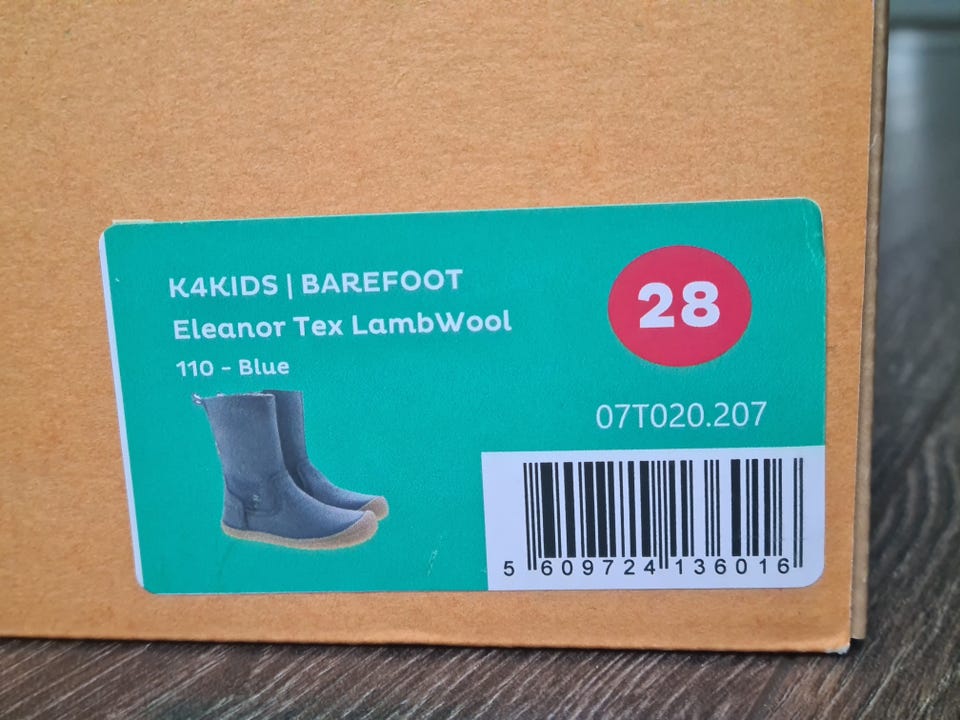 K4KIDS | BAREFOOT
Eleanor Tex LambWool
110 - Blue
28
07T020.207
5 609724 136016